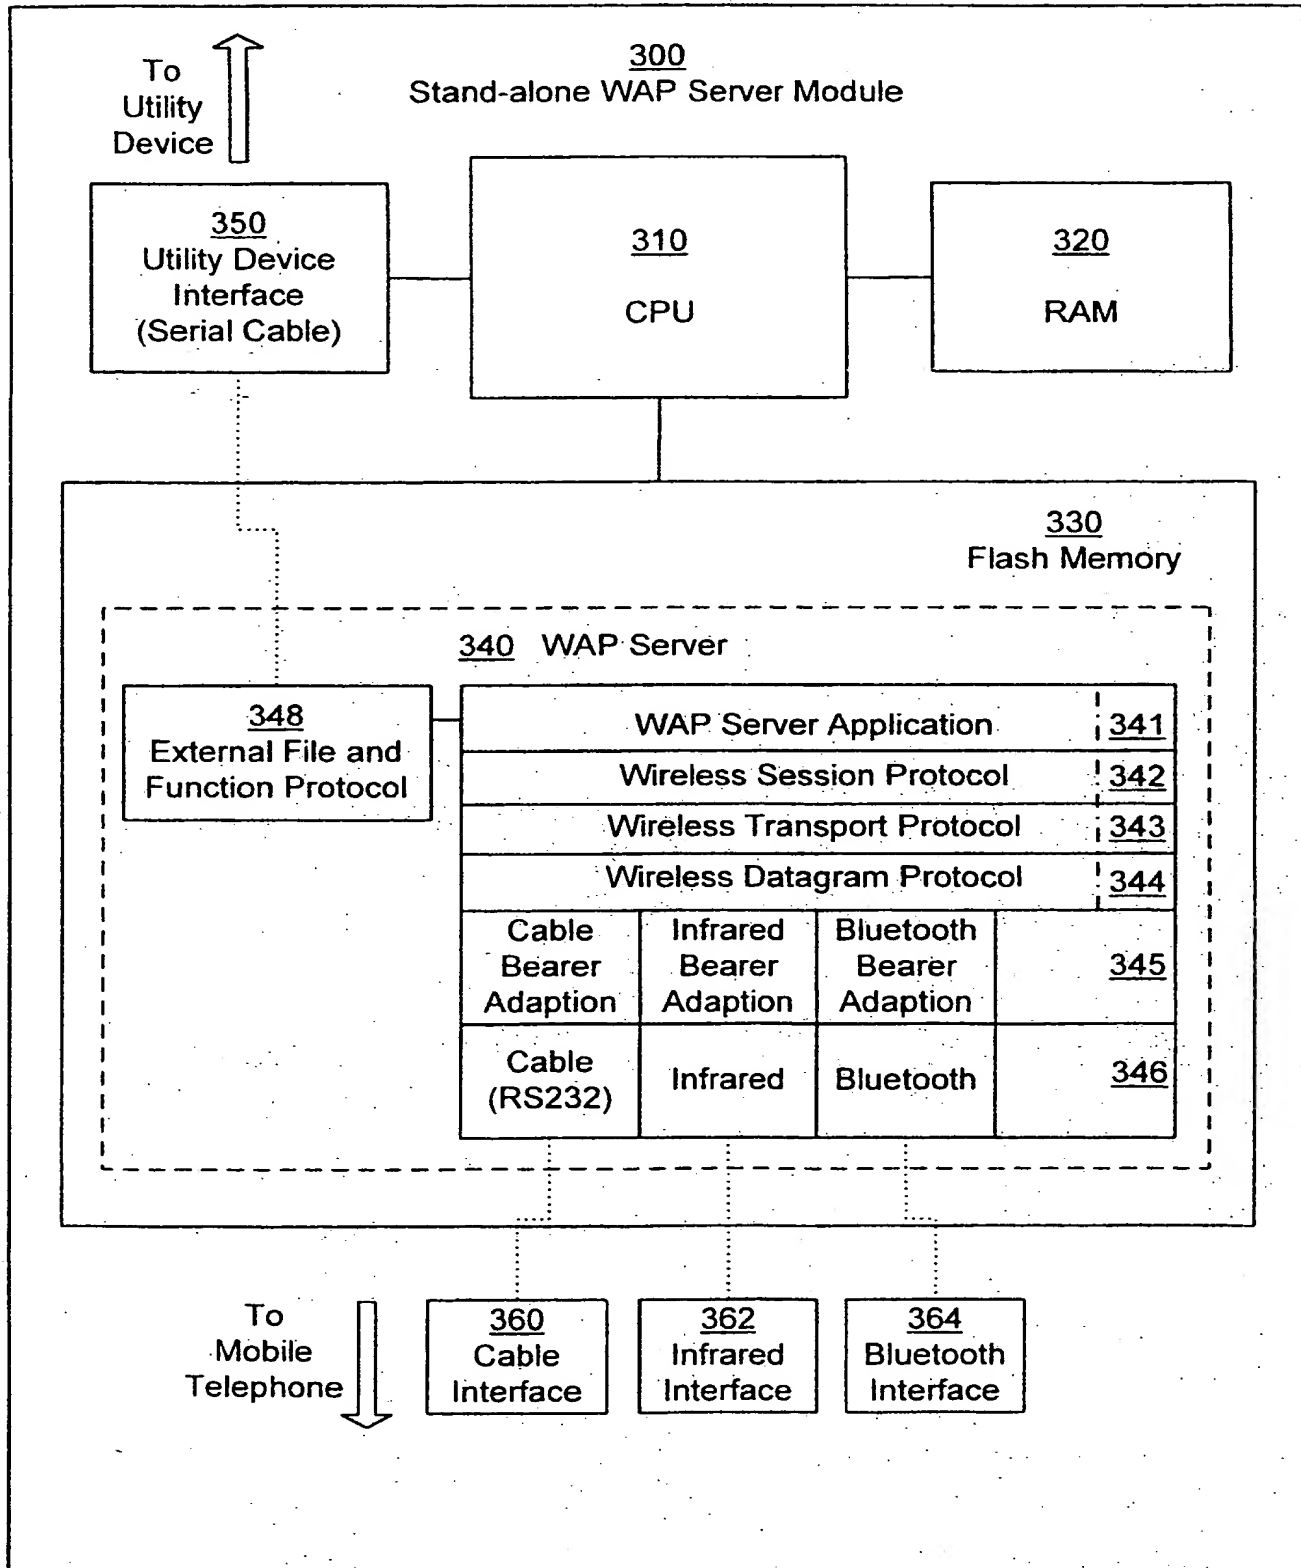 To
Utility
Device
300
Stand-alone WAP Server Module
350
Utility Device
Interface
(Serial Cable)
310
CPU
320
RAM
330
Flash Memory
340 WAP Server
348
External File and
Function Protocol
WAP Server Application 341
Wireless Session Protocol 342
Wireless Transport Protocol 343
Wireless Datagram Protocol 344
Cable
Bearer
Adaption
Infrared
Bearer
Adaption
Bluetooth
Bearer
Adaption
345
Cable
(RS232)
Infrared
Bluetooth
346
To
Mobile
Telephone
360
Cable
Interface
362
Infrared
Interface
364
Bluetooth
Interface